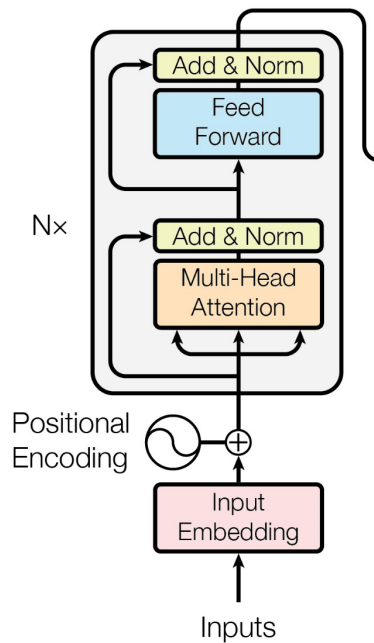 Add & Norm
Feed
Forward
N×
Add & Norm
Multi-Head
Attention
Positional
Encoding
Input
Embedding
Inputs